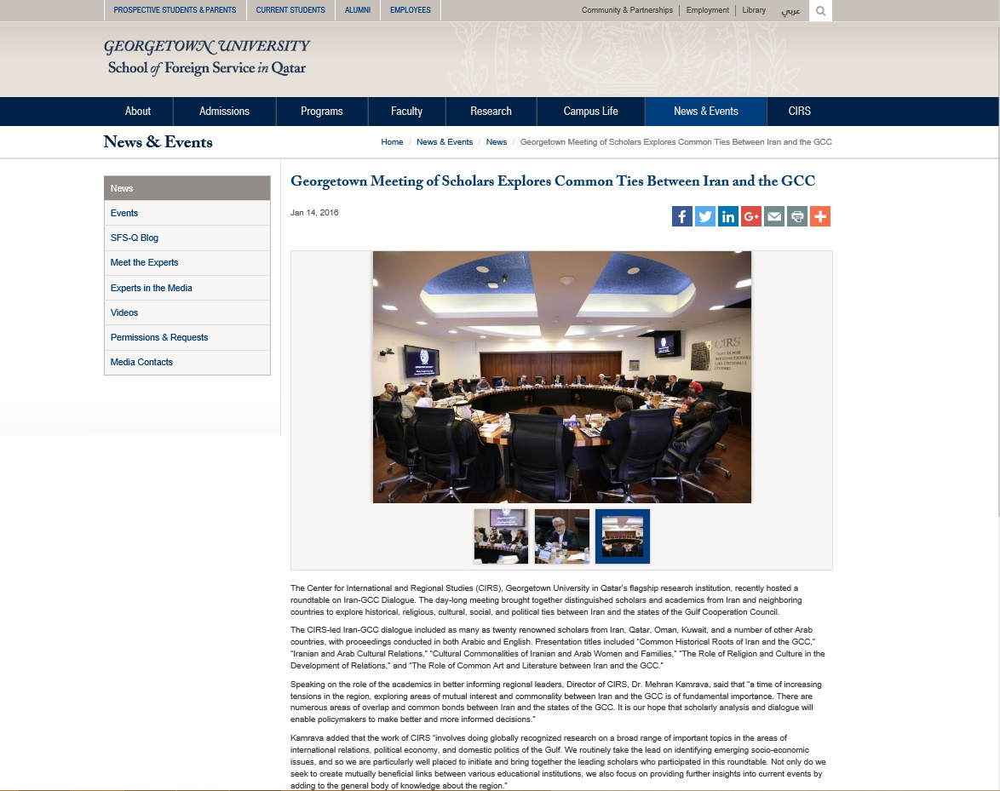 PROSPECTIVE STUDENTS & PARENTS CURRENT STUDENTS ALUMNI EMPLOYEES Community & Partnerships Employment Library عربي
GEORGETOWN UNIVERSITY
School of Foreign Service in Qatar
About Admissions Programs Faculty Research Campus Life News & Events CIRS
News & Events
Home / News & Events / News / Georgetown Meeting of Scholars Explores Common Ties Between Iran and the GCC
News
Events
SFS-Q Blog
Meet the Experts
Experts in the Media
Videos
Permissions & Requests
Media Contacts
Georgetown Meeting of Scholars Explores Common Ties Between Iran and the GCC
Jan 14, 2016
CIRS
The Center for International and Regional Studies (CIRS), Georgetown University in Qatar's flagship research institution, recently hosted a
roundtable on Iran-GCC Dialogue. The day-long meeting brought together distinguished scholars and academics from Iran and neighboring
countries to explore historical, religious, cultural, social, and political ties between Iran and the states of the Gulf Cooperation Council.
The CIRS-led Iran-GCC dialogue included as many as twenty renowned scholars from Iran, Qatar, Oman, Kuwait, and a number of other Arab
countries, with proceedings conducted in both Arabic and English. Presentation titles included “Common Historical Roots of Iran and the GCC,”
“Iranian and Arab Cultural Relations,” “Cultural Commonalities of Iranian and Arab Women and Families,” “The Role of Religion and Culture in the
Development of Relations,” and “The Role of Common Art and Literature between Iran and the GCC.”
Speaking on the role of the academics in better informing regional leaders, Director of CIRS, Dr. Mehran Kamrava, said that “a time of increasing
tensions in the region, exploring areas of mutual interest and commonality between Iran and the GCC is of fundamental importance. There are
numerous areas of overlap and common bonds between Iran and the states of the GCC. It is our hope that scholarly analysis and dialogue will
enable policymakers to make better and more informed decisions.”
Kamrava added that the work of CIRS “involves doing globally recognized research on a broad range of important topics in the areas of
international relations, political economy, and domestic politics of the Gulf. We routinely take the lead on identifying emerging socio-economic
issues, and so we are particularly well placed to initiate and bring together the leading scholars who participated in this roundtable. Not only do we
seek to create mutually beneficial links between various educational institutions, we also focus on providing further insights into current events by
adding to the general body of knowledge about the region.”